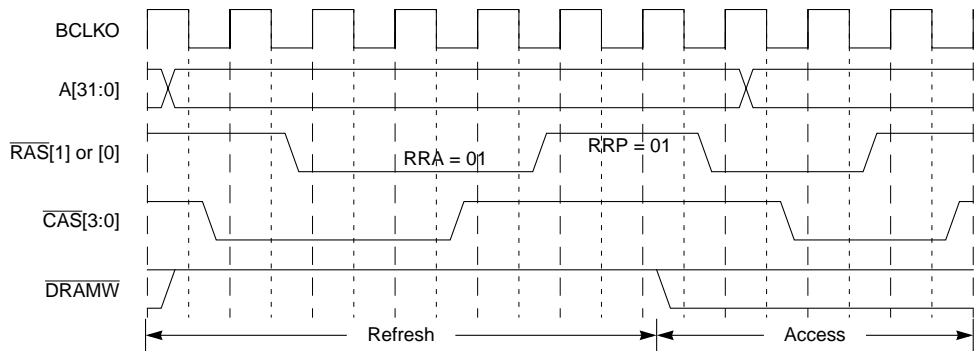 BCLKO
A[31:0]
RAS[1] or [0]
RRA = 01
RRP = 01
CAS[3:0]
DRAMW
Refresh
Access